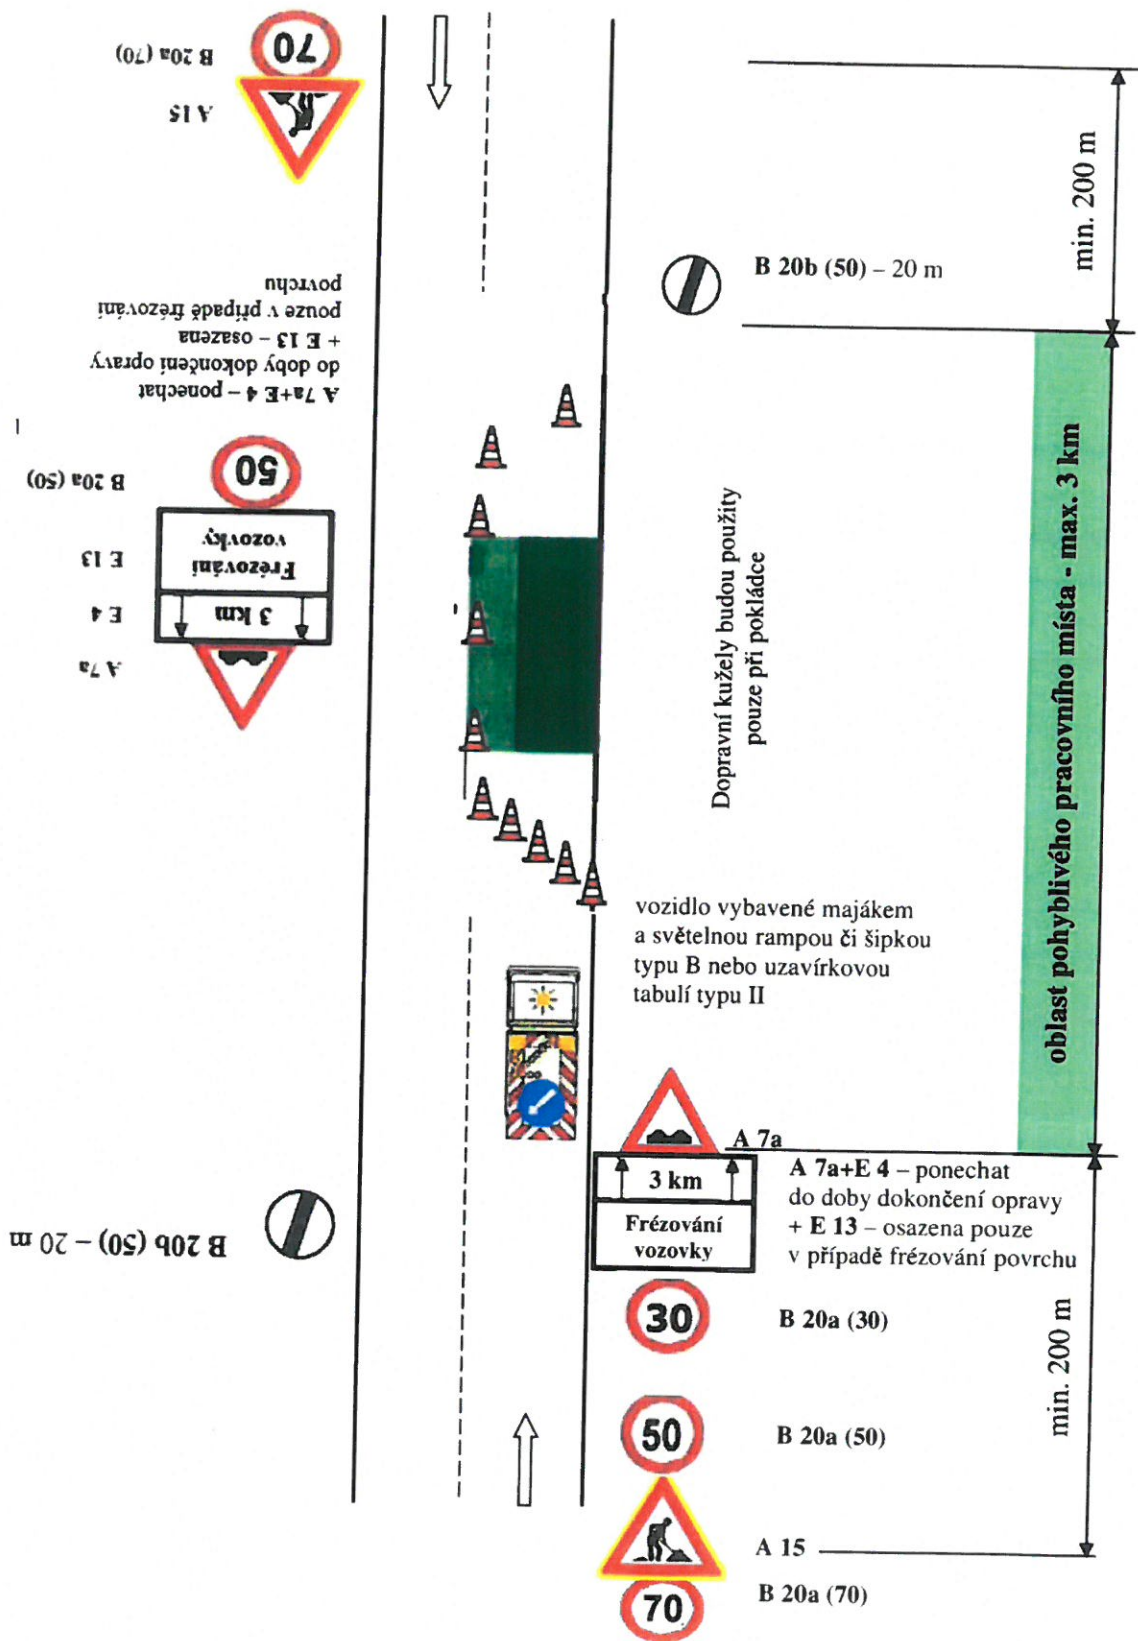 B 20a (70)
70
A 15
A 7a+E 4 – ponechat
do doby dokončení opravy
+ E 13 – osazena
pouze v případě frézování
povrchu
B 20a (50)
50
E 13
Frézování
vozovky
E 4
3 km
A 7a
B 20b (50) – 20 m
min. 200 m
B 20b (50) – 20 m
oblast pohyblivého pracovního místa - max. 3 km
Dopravní kužely budou použity
pouze při pokládce
vozidlo vybavené majákem
a světelnou rampou či šipkou
typu B nebo uzavírkovou
tabulí typu II
A 7a
3 km
Frézování
vozovky
A 7a+E 4 – ponechat
do doby dokončení opravy
+ E 13 – osazena pouze
v případě frézování povrchu
30
B 20a (30)
50
B 20a (50)
min. 200 m
A 15
70
B 20a (70)